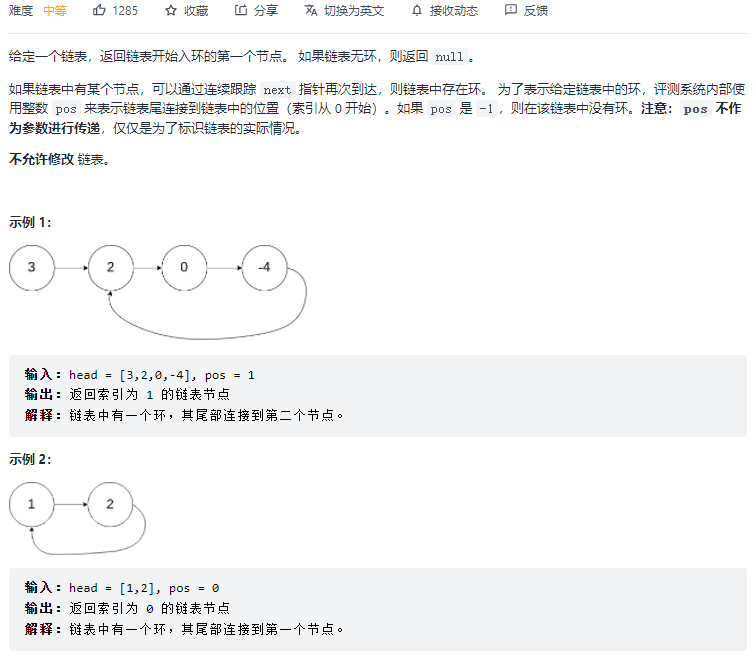 难度 中等 1285 收藏 分享 切换为英文 接收动态 反馈
给定一个链表，返回链表开始入环的第一个节点。 如果链表无环，则返回 null。
如果链表中有某个节点，可以通过连续跟踪 next 指针再次到达，则链表中存在环。 为了表示给定链表中的环，评测系统内部使
用整数 pos 来表示链表尾连接到链表中的位置（索引从 0 开始）。如果 pos 是 -1，则在该链表中没有环。注意：pos 不作
为参数进行传递，仅仅是为了标识链表的实际情况。
不允许修改 链表。
示例 1：
3 2 0 -4
输入：head = [3,2,0,-4], pos = 1
输出：返回索引为 1 的链表节点
解释：链表中有一个环，其尾部连接到第二个节点。
示例 2：
1 2
输入：head = [1,2], pos = 0
输出：返回索引为 0 的链表节点
解释：链表中有一个环，其尾部连接到第一个节点。